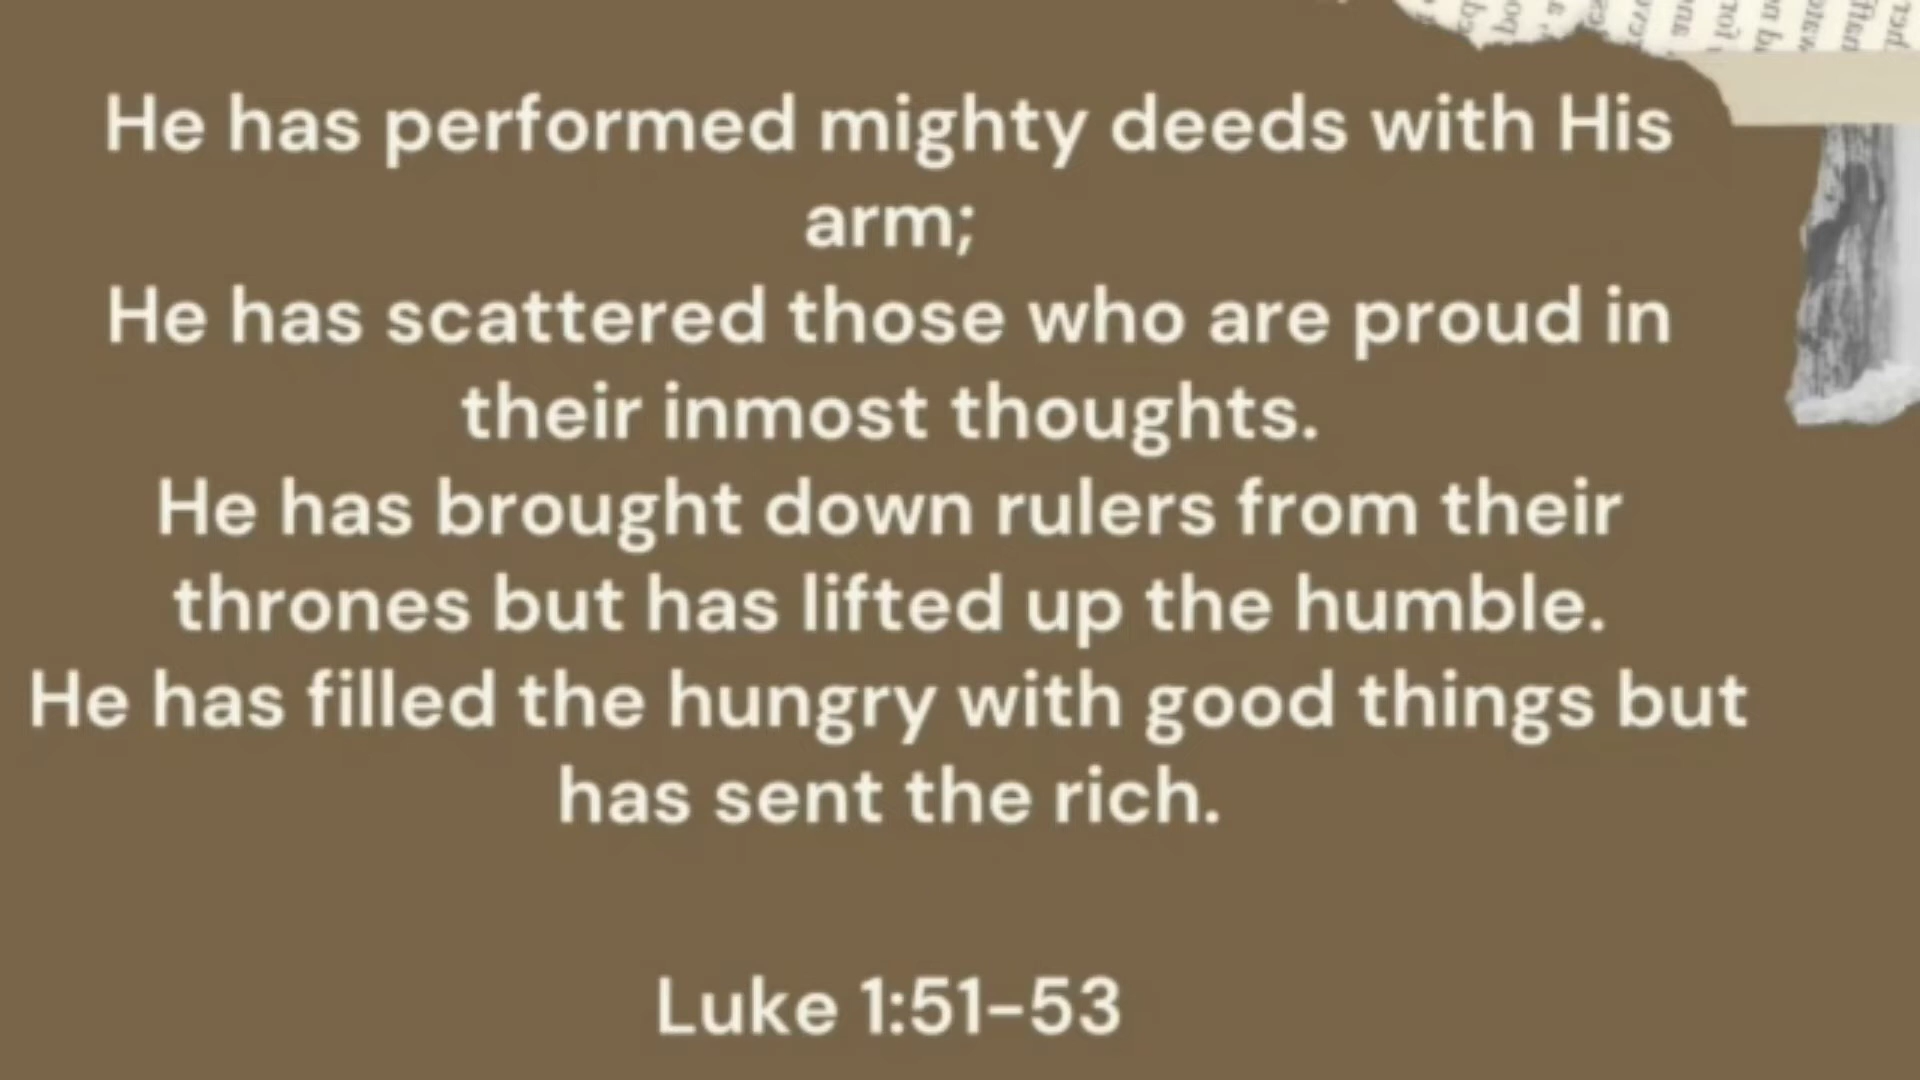 He has performed mighty deeds with His
arm;
He has scattered those who are proud in
their inmost thoughts.
He has brought down rulers from their
thrones but has lifted up the humble.
He has filled the hungry with good things but
has sent the rich.
Luke 1:51-53